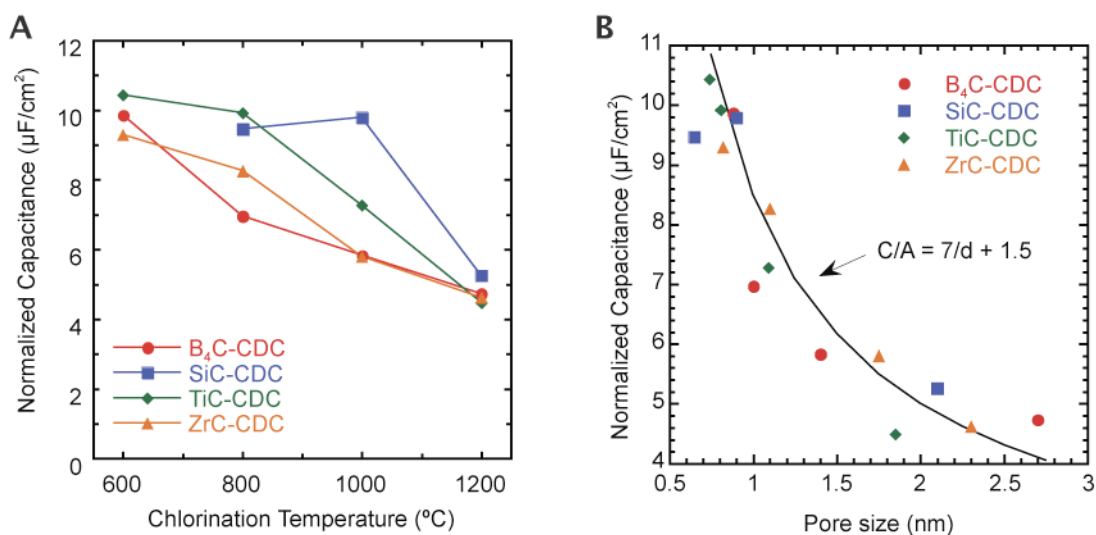 A
Normalized Capacitance (µF/cm²)
12
10
8
6
4
2
0
B₄C-CDC
SiC-CDC
TiC-CDC
ZrC-CDC
600
800
1000
1200
Chlorination Temperature (ºC)
B
Normalized Capacitance (µF/cm²)
11
10
9
8
7
6
5
4
B₄C-CDC
SiC-CDC
TiC-CDC
ZrC-CDC
C/A = 7/d + 1.5
0.5
1
1.5
2
2.5
3
Pore size (nm)